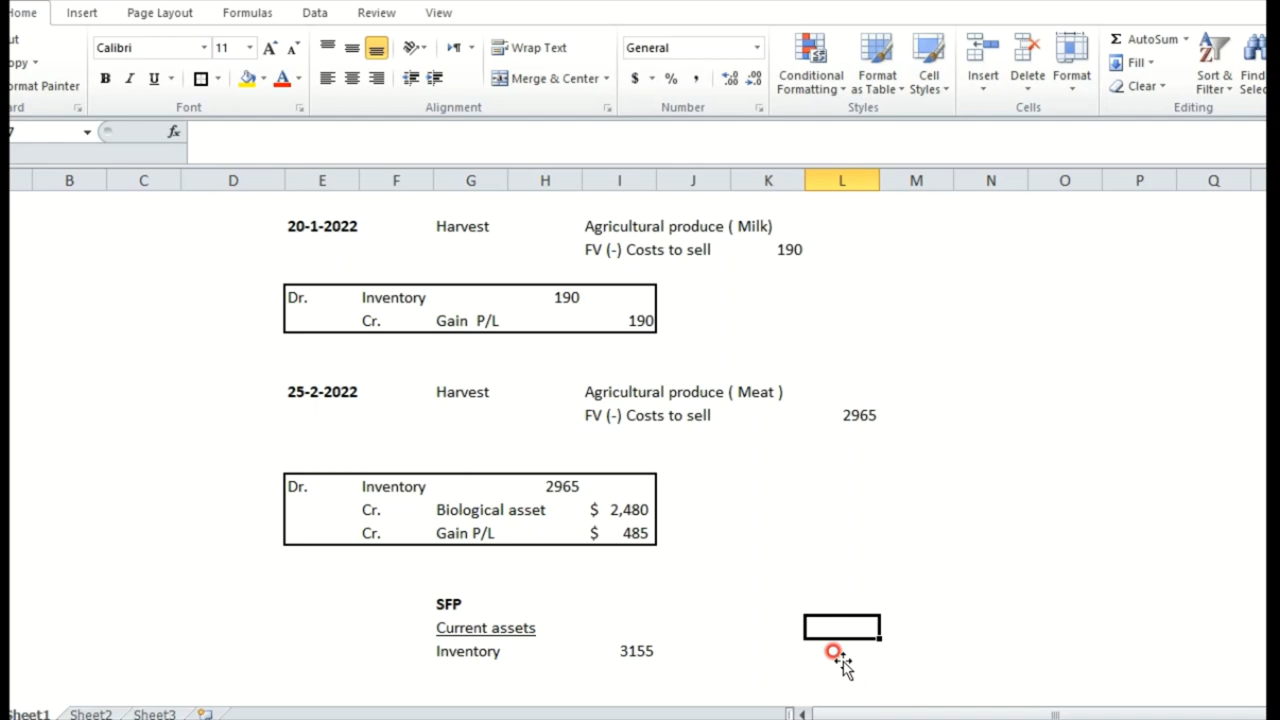 Home Insert Page Layout Formulas Data Review View
Calibri 11 Wrap Text General AutoSum
Format Painter B I U Merge & Center $ % , Conditional Formatting Format as Table Cell Styles Insert Delete Format Fill Clear Sort & Filter
Font Alignment Number Styles Cells Editing
fx
B C D E F G H I J K L M N O P Q
20-1-2022 Harvest Agricultural produce ( Milk)
FV (-) Costs to sell 190
Dr. Inventory 190
Cr. Gain P/L 190
25-2-2022 Harvest Agricultural produce ( Meat )
FV (-) Costs to sell 2965
Dr. Inventory 2965
Cr. Biological asset $ 2,480
Cr. Gain P/L $ 485
SFP
Current assets
Inventory 3155
Sheet1 Sheet2 Sheet3